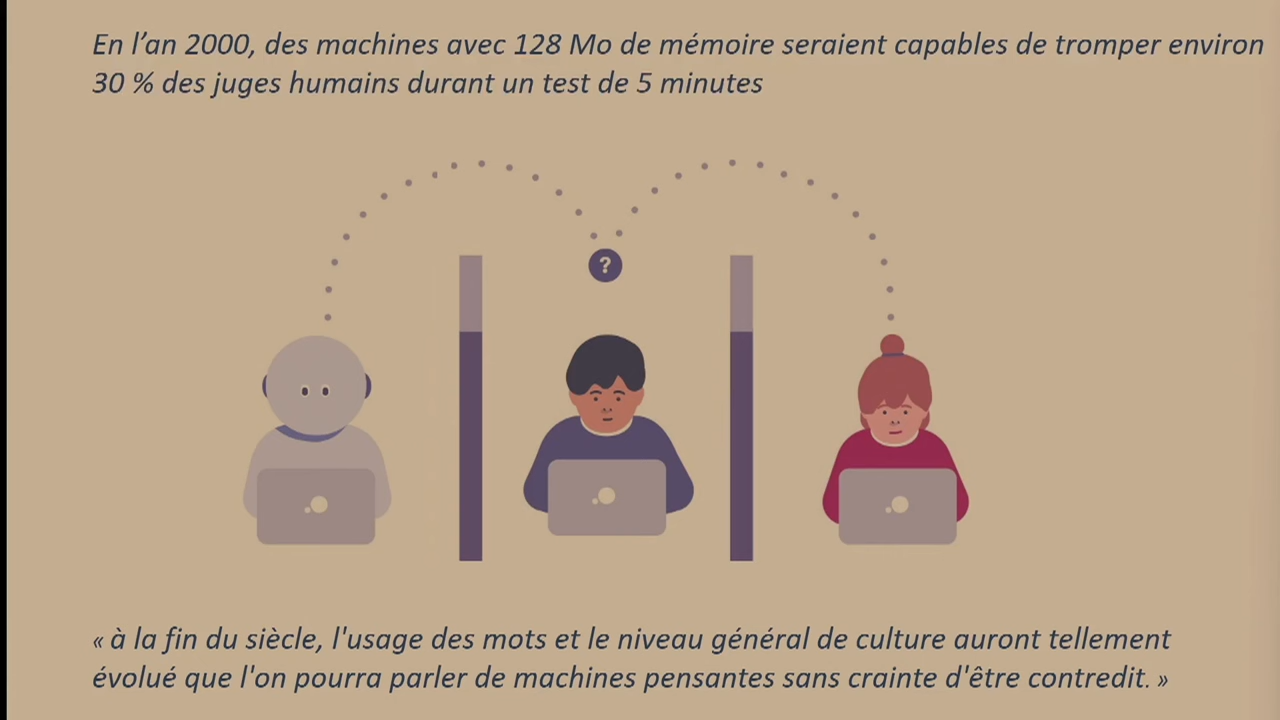 En l’an 2000, des machines avec 128 Mo de mémoire seraient capables de tromper environ
30 % des juges humains durant un test de 5 minutes
?
« à la fin du siècle, l'usage des mots et le niveau général de culture auront tellement
évolué que l'on pourra parler de machines pensantes sans crainte d'être contredit. »